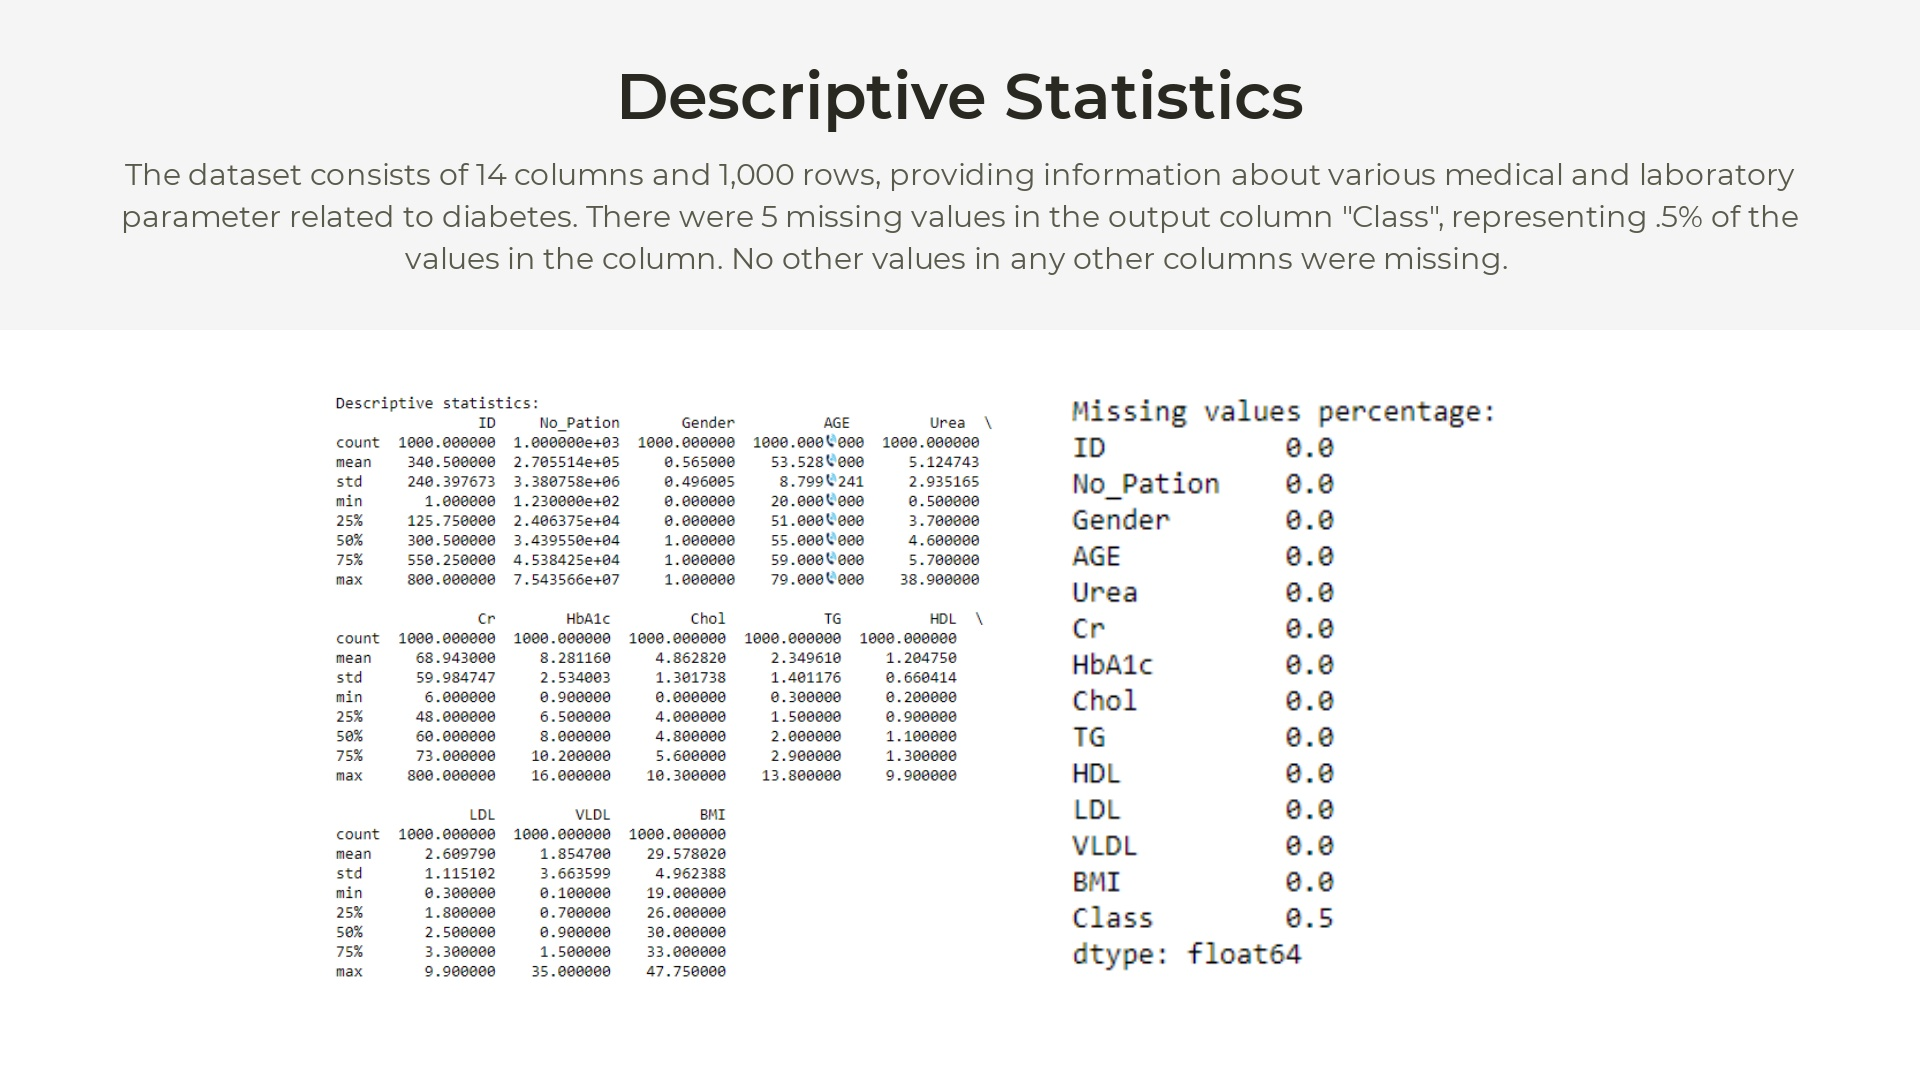 Descriptive Statistics
The dataset consists of 14 columns and 1,000 rows, providing information about various medical and laboratory
parameter related to diabetes. There were 5 missing values in the output column "Class", representing .5% of the
values in the column. No other values in any other columns were missing.
Descriptive statistics:
ID No_Pation Gender AGE Urea \
count 1000.000000 1.000000e+03 1000.000000 1000.000000 1000.000000
mean 340.500000 2.705514e+05 0.565000 53.528000 5.124743
std 240.397673 3.380758e+06 0.496005 8.799241 2.935165
min 1.000000 1.230000e+02 0.000000 20.000000 0.500000
25% 125.750000 2.406375e+04 0.000000 51.000000 3.700000
50% 300.500000 3.439550e+04 1.000000 55.000000 4.600000
75% 550.250000 4.538425e+04 1.000000 59.000000 5.700000
max 800.000000 7.543566e+07 1.000000 79.000000 38.900000
Cr HbA1c Chol TG HDL \
count 1000.000000 1000.000000 1000.000000 1000.000000 1000.000000
mean 68.943000 8.281160 4.862820 2.349610 1.204750
std 59.984747 2.534003 1.301738 1.401176 0.660414
min 6.000000 0.900000 0.000000 0.300000 0.200000
25% 48.000000 6.500000 4.000000 1.500000 0.900000
50% 60.000000 8.000000 4.800000 2.000000 1.100000
75% 73.000000 10.200000 5.600000 2.900000 1.300000
max 800.000000 16.000000 10.300000 13.800000 9.900000
LDL VLDL BMI
count 1000.000000 1000.000000 1000.000000
mean 2.609790 1.854700 29.578020
std 1.115102 3.663599 4.962388
min 0.300000 0.100000 19.000000
25% 1.800000 0.700000 26.000000
50% 2.500000 0.900000 30.000000
75% 3.300000 1.500000 33.000000
max 9.900000 35.000000 47.750000
Missing values percentage:
ID 0.0
No_Pation 0.0
Gender 0.0
AGE 0.0
Urea 0.0
Cr 0.0
HbA1c 0.0
Chol 0.0
TG 0.0
HDL 0.0
LDL 0.0
VLDL 0.0
BMI 0.0
Class 0.5
dtype: float64